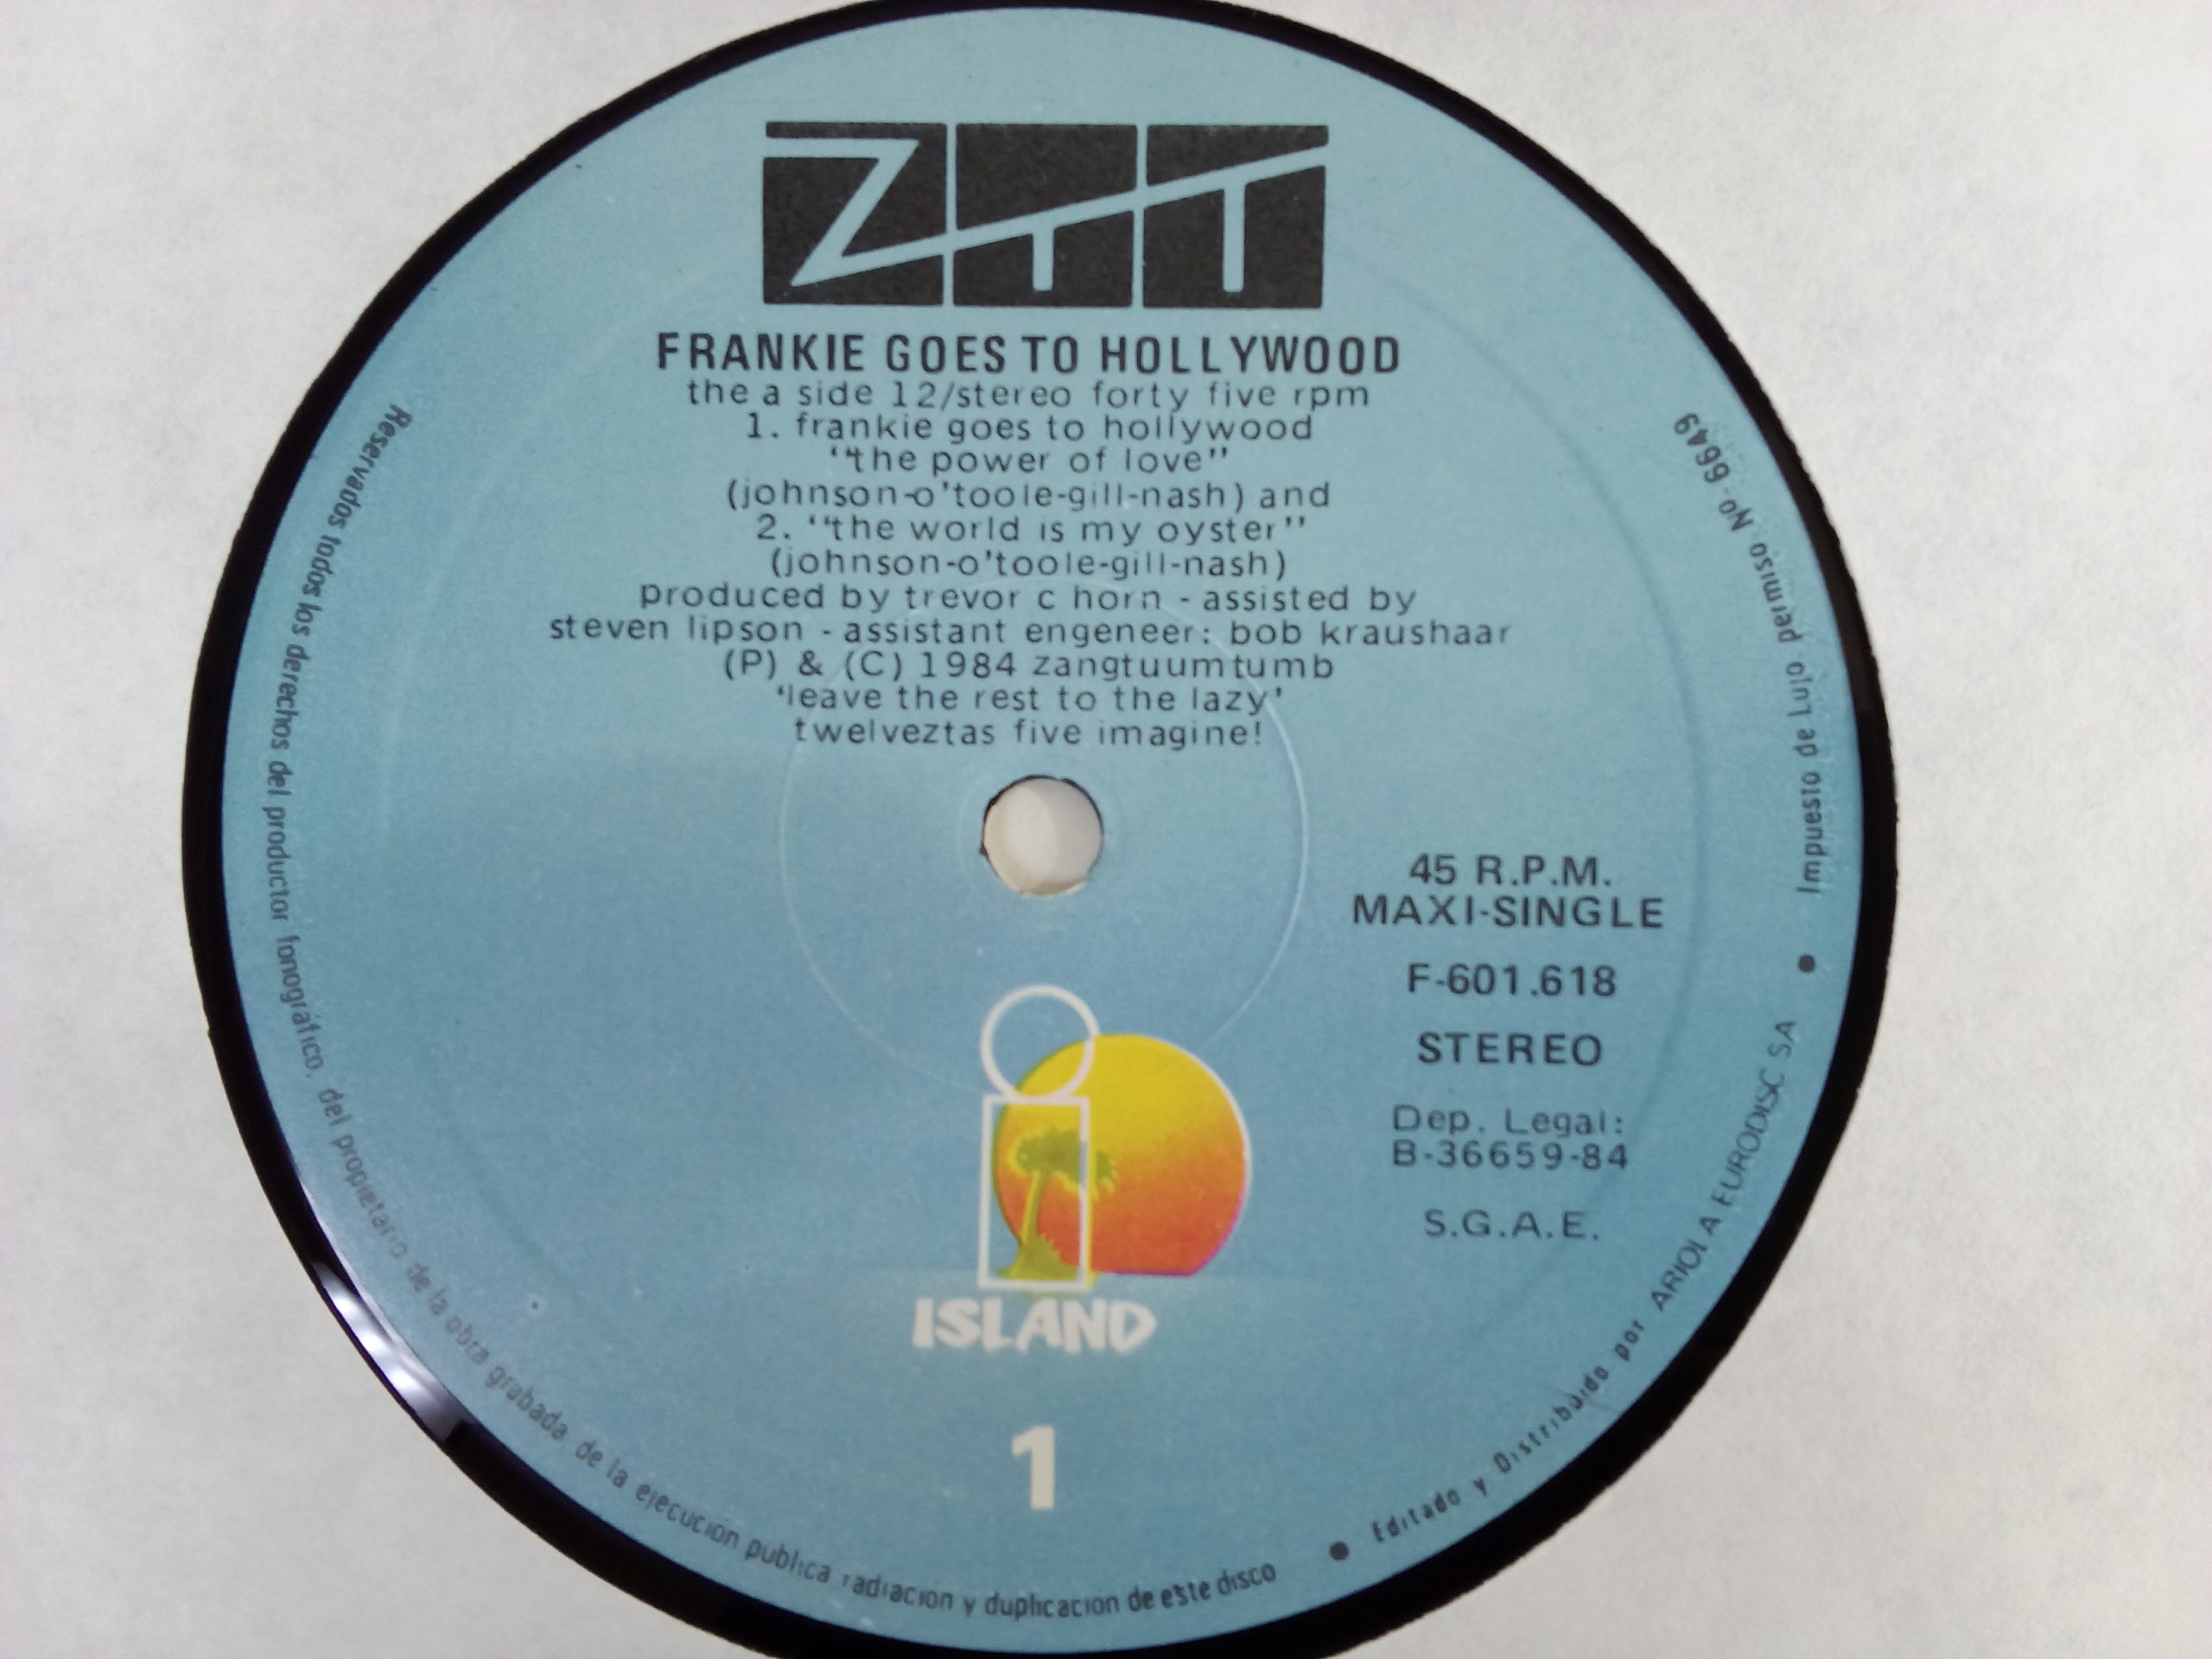 ZTT
FRANKIE GOES TO HOLLYWOOD
the a side 12/stereo forty five rpm
1. frankie goes to hollywood
"the power of love"
(johnson-o'toole-gill-nash) and
2. "the world is my oyster"
(johnson-o'toole-gill-nash)
produced by trevor c horn - assisted by
steven lipson - assistant engeneer: bob kraushaar
(P) & (C) 1984 zangtuumtumb
'leave the rest to the lazy'
twelveztas five imagine!
45 R.P.M.
MAXI-SINGLE
F-601.618
STEREO
Dep. Legal:
B-36659-84
S.G.A.E.
i
ISLAND
1
Reservados todos los derechos del productor fonográfico, del propietario de la obra grabada de la ejecución publica radiación y duplicación de este disco • Editado y Distribuido por ARIOLA EURODISC SA • Impuesto de Lujo permiso Nº 6649